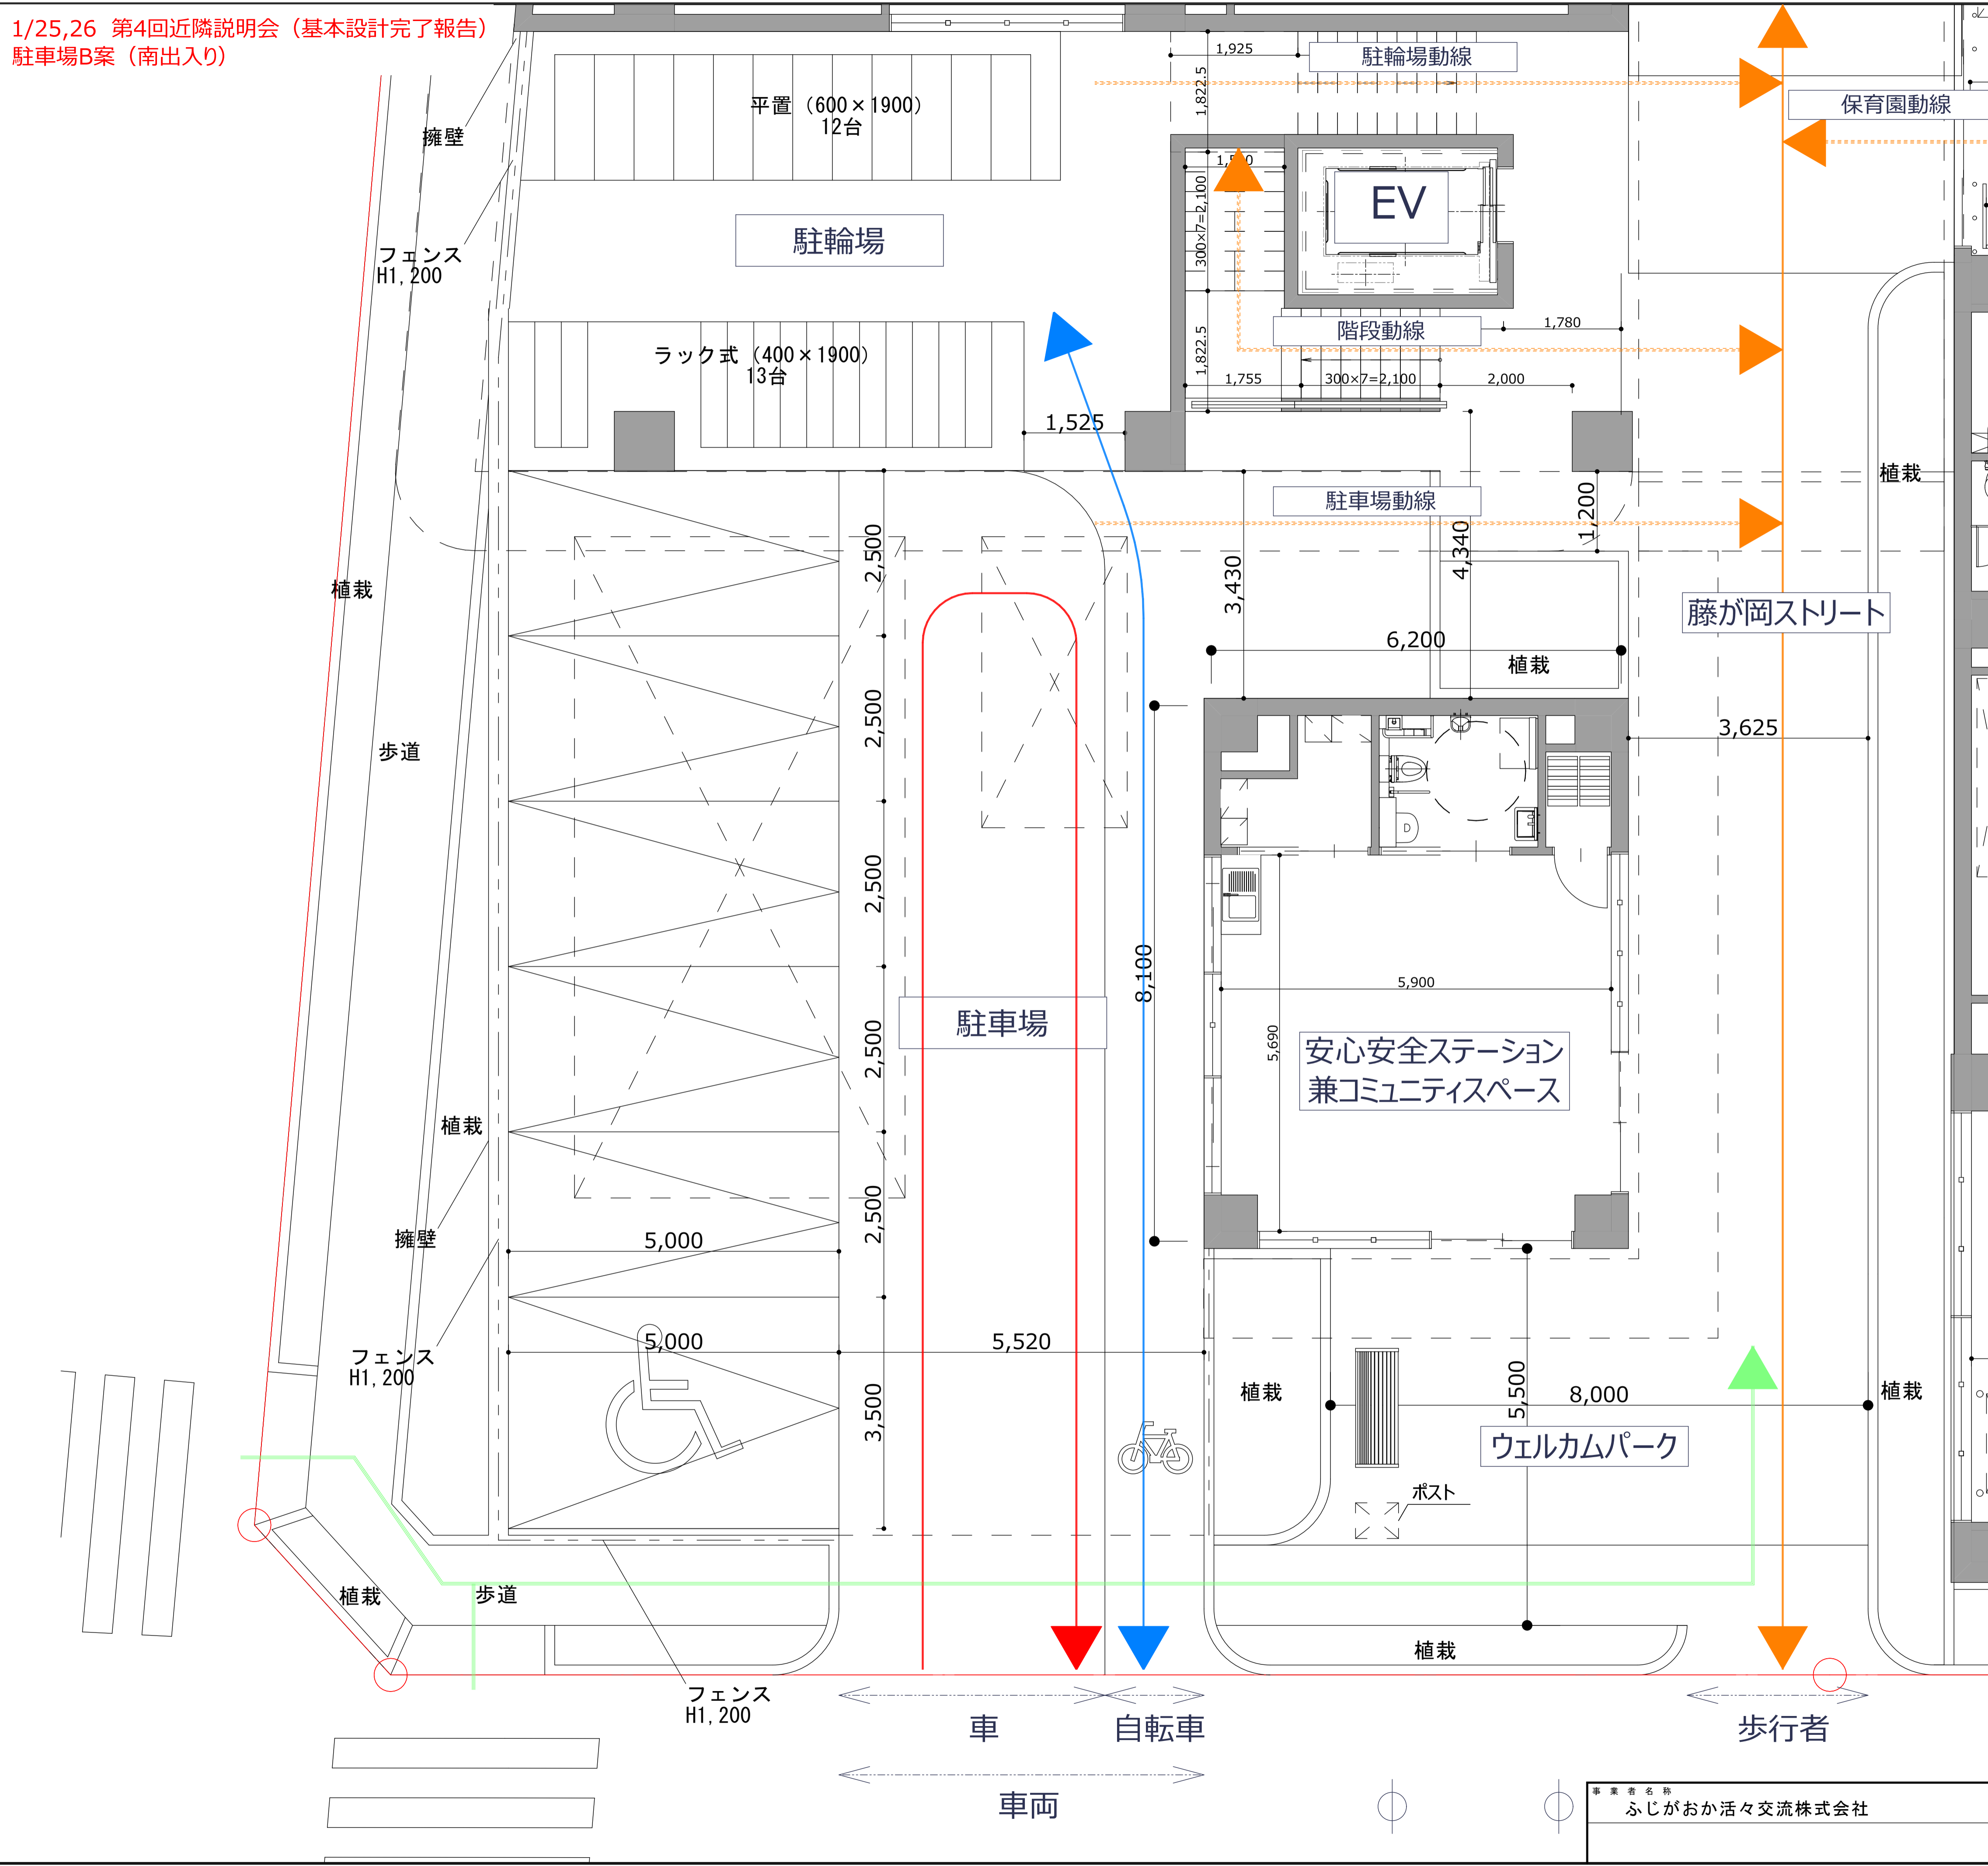 1/25,26 第4回近隣説明会（基本設計完了報告）
駐車場B案（南出入り）
1,925
駐輪場動線
保育園動線
平置（600×1900）
12台
擁壁
1,822.5
EV
300×7=2,100
駐輪場
フェンス
H1,200
階段動線
1,780
1,822.5
ラック式（400×1900）
13台
1,755
300×7=2,100
2,000
1,525
植栽
駐車場動線
1,200
2,500
4,340
3,430
植栽
藤が岡ストリート
6,200
植栽
2,500
3,625
歩道
2,500
8,100
5,900
駐車場
5,690
安心安全ステーション
兼コミュニティスペース
2,500
植栽
2,500
擁壁
5,000
フェンス
H1,200
5,000
5,520
植栽
5,500
8,000
植栽
3,500
ウェルカムパーク
ポスト
植栽
歩道
植栽
フェンス
H1,200
車
自転車
歩行者
車両
事業者名称
ふじがおか活々交流株式会社